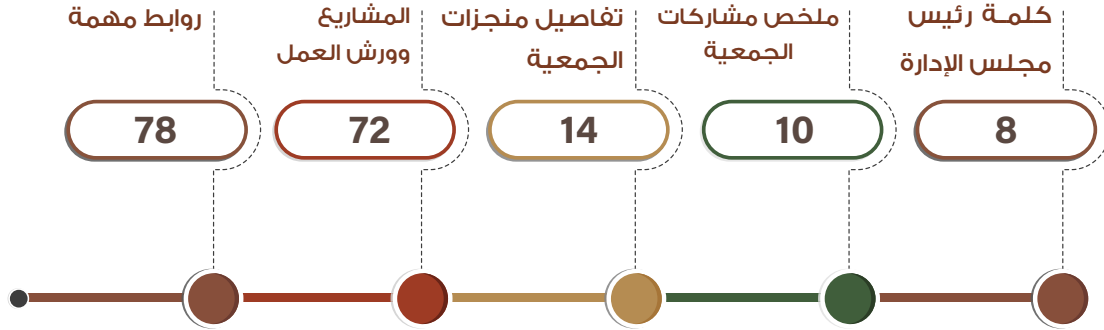 كلمة رئيس
مجلس الإدارة
8
ملخص مشاركات
الجمعية
10
تفاصيل منجزات
الجمعية
14
المشاريع
وورش العمل
72
روابط مهمة
78